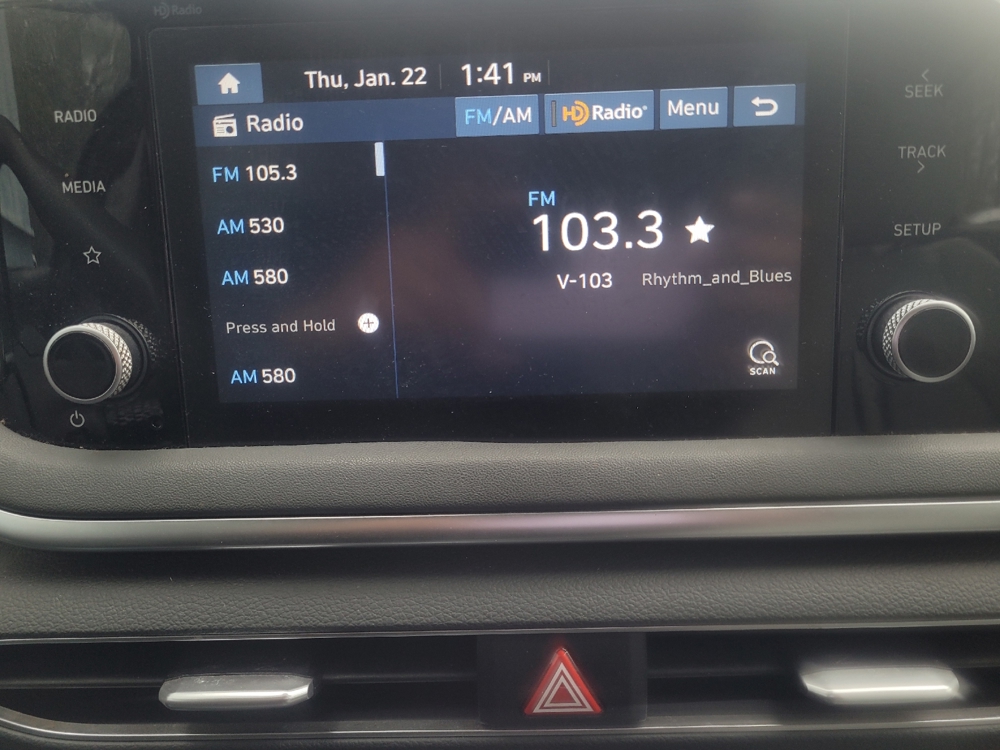 HD Radio
Thu, Jan. 22 1:41 PM
Radio FM/AM HD Radio® Menu
RADIO
MEDIA
FM 105.3
AM 530
AM 580
Press and Hold
AM 580
FM
103.3
V-103 Rhythm_and_Blues
SCAN
SEEK
TRACK
SETUP